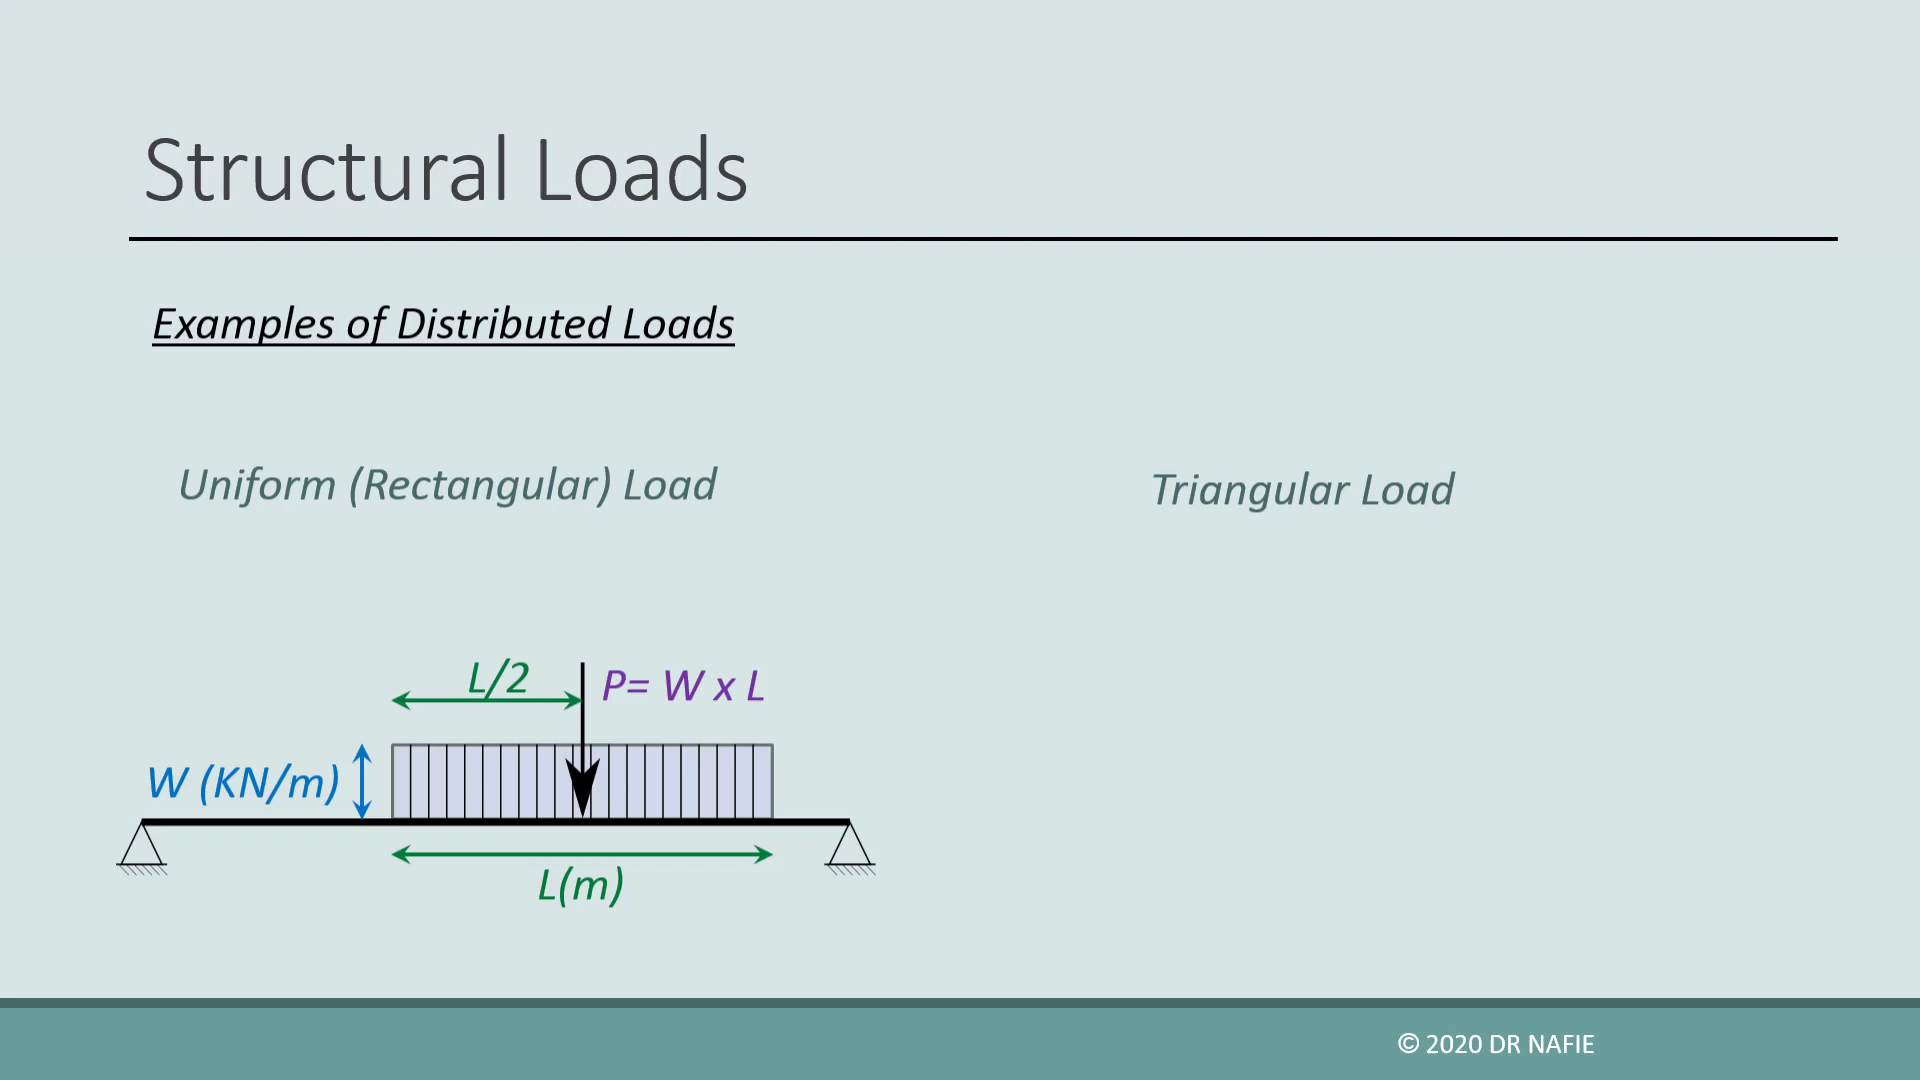 Structural Loads
Examples of Distributed Loads
Uniform (Rectangular) Load
Triangular Load
L/2
P= W x L
W (KN/m)
L(m)
© 2020 DR NAFIE